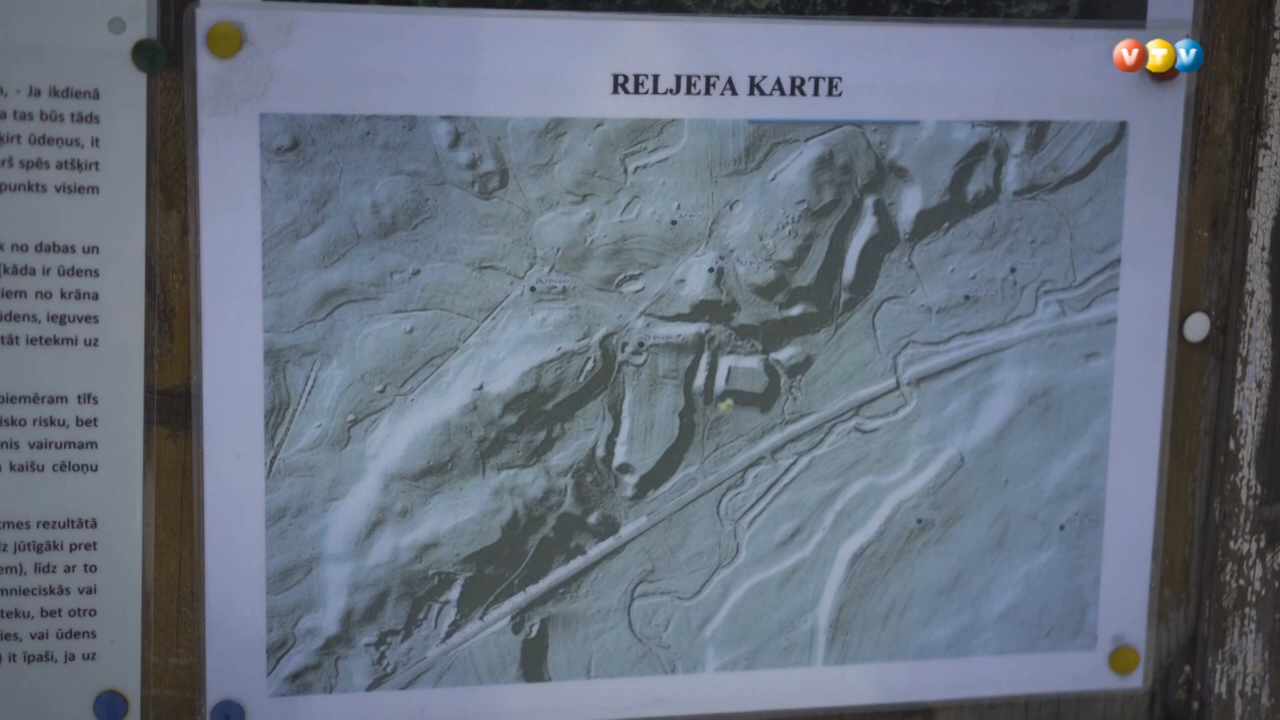 , - Ja ikdienā
a tas būs tāds
ķirt ūdeņus, it
rš spēs atšķirt
punkts visiem
k no dabas un
kāda ir ūdens
iem no krāna
ūdens, ieguves
tāt ietekmi uz
piemēram tīfs
isko risku, bet
nis vairumam
kaišu cēloņu
kmes rezultātā
z jūtīgāki pret
em), līdz ar to
mnieciskās vai
teku, bet otro
ies, vai ūdens
) it īpaši, ja uz
RELJEFA KARTE
VTV